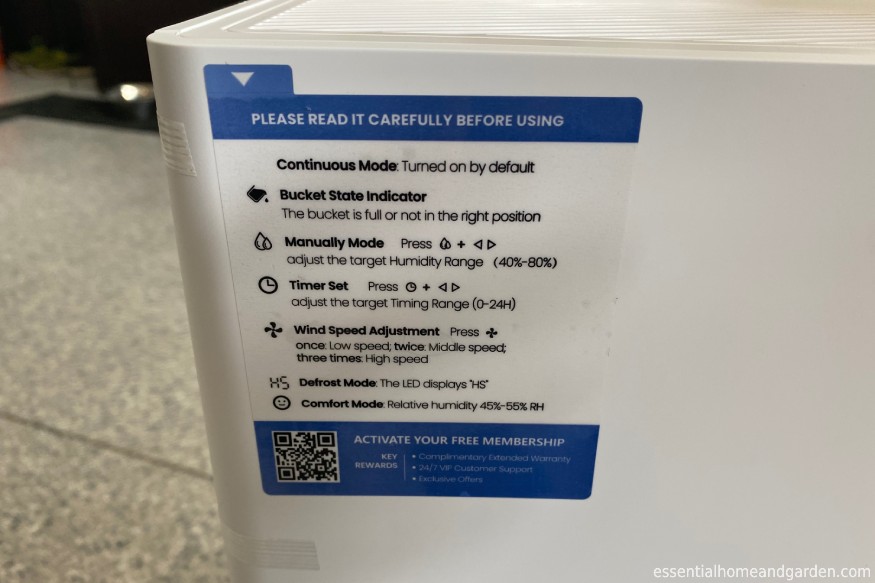 PLEASE READ IT CAREFULLY BEFORE USING
Continuous Mode: Turned on by default
Bucket State Indicator
The bucket is full or not in the right position
Manually Mode Press + ◁ ▷
adjust the target Humidity Range (40%-80%)
Timer Set Press + ◁ ▷
adjust the target Timing Range (0-24H)
Wind Speed Adjustment Press
once: Low speed; twice: Middle speed;
three times: High speed
HS Defrost Mode: The LED displays "HS"
Comfort Mode: Relative humidity 45%-55% RH
ACTIVATE YOUR FREE MEMBERSHIP
KEY REWARDS
• Complimentary Extended Warranty
• 24/7 VIP Customer Support
• Exclusive Offers
essentialhomeandgarden.com